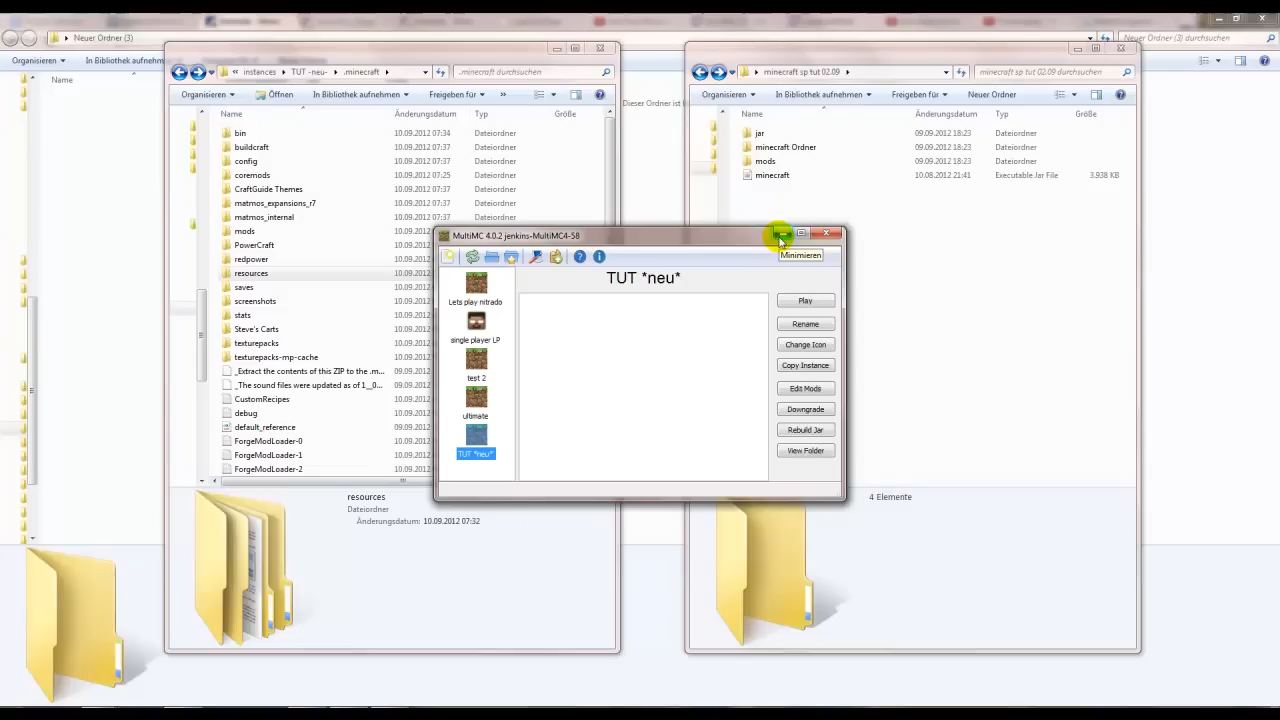 Neuer Ordner (3)
Neuer Ordner (3) durchsuchen
Organisieren
In Bibliothek aufnehmen
Name
Dieser Ordner ist
instances
TUT -neu-
.minecraft
.minecraft durchsuchen
Organisieren
Öffnen
In Bibliothek aufnehmen
Freigeben für
Name Änderungsdatum Typ Größe
bin 10.09.2012 07:34 Dateiordner
buildcraft 10.09.2012 07:37 Dateiordner
config 10.09.2012 07:37 Dateiordner
coremods 10.09.2012 07:25 Dateiordner
CraftGuide Themes 10.09.2012 07:37 Dateiordner
matmos_expansions_r7 10.09.2012 07:37 Dateiordner
matmos_internal 10.09.2012 07:37 Dateiordner
mods 10.09.2012
PowerCraft 10.09.2012
redpower 10.09.2012
resources 10.09.2012
saves 10.09.2012
screenshots 10.09.2012
stats 10.09.2012
Steve's Carts 10.09.2012
texturepacks 10.09.2012
texturepacks-mp-cache 10.09.2012
_Extract the contents of this ZIP to the .m... 09.09.2012
_The sound files were updated as of 1__0... 09.09.2012
CustomRecipes 09.09.2012
debug 09.09.2012
default_reference 09.09.2012
ForgeModLoader-0 10.09.2012
ForgeModLoader-1 10.09.2012
ForgeModLoader-2 10.09.2012
resources
Dateiordner
Änderungsdatum: 10.09.2012 07:32
minecraft sp tut 02.09
minecraft sp tut 02.09 durchsuchen
Organisieren
In Bibliothek aufnehmen
Freigeben für
Neuer Ordner
Name Änderungsdatum Typ Größe
jar 09.09.2012 18:23 Dateiordner
minecraft Ordner 09.09.2012 18:23 Dateiordner
mods 09.09.2012 18:23 Dateiordner
minecraft 10.08.2012 21:41 Executable Jar File 3.938 KB
4 Elemente
MultiMC 4.0.2 jenkins-MultiMC4-58
Minimieren
TUT *neu*
Lets play nitrado
single player LP
test 2
ultimate
TUT *neu*
Play
Rename
Change Icon
Copy Instance
Edit Mods
Downgrade
Rebuild Jar
View Folder